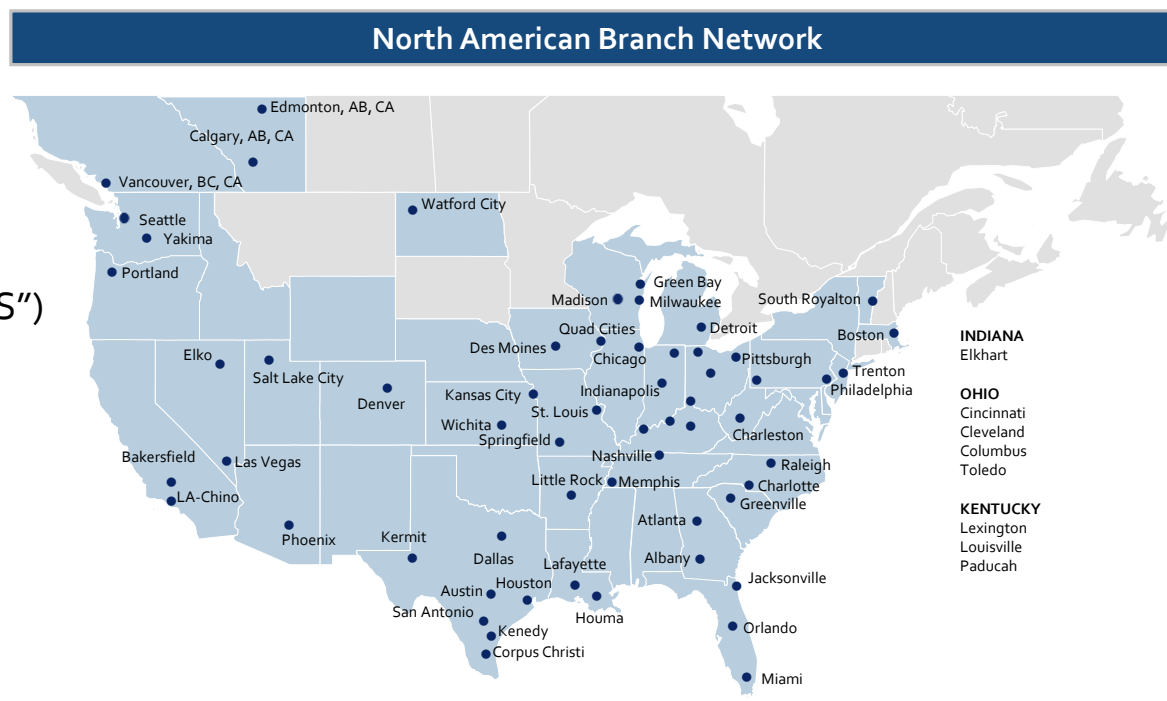 North American Branch Network
Edmonton, AB, CA
Calgary, AB, CA
Vancouver, BC, CA
Watford City
Seattle
Yakima
Portland
S”)
Green Bay
Madison
Milwaukee
South Royalton
Quad Cities
Detroit
Boston
Des Moines
Chicago
Pittsburgh
Elko
Salt Lake City
Trenton
Philadelphia
Denver
Kansas City
Indianapolis
St. Louis
Wichita
Springfield
Charleston
Bakersfield
Las Vegas
Nashville
Raleigh
LA-Chino
Little Rock
Memphis
Charlotte
Greenville
Phoenix
Kermit
Atlanta
Dallas
Lafayette
Albany
Austin
Houston
Jacksonville
San Antonio
Houma
Kenedy
Orlando
Corpus Christi
Miami
INDIANA
Elkhart
OHIO
Cincinnati
Cleveland
Columbus
Toledo
KENTUCKY
Lexington
Louisville
Paducah